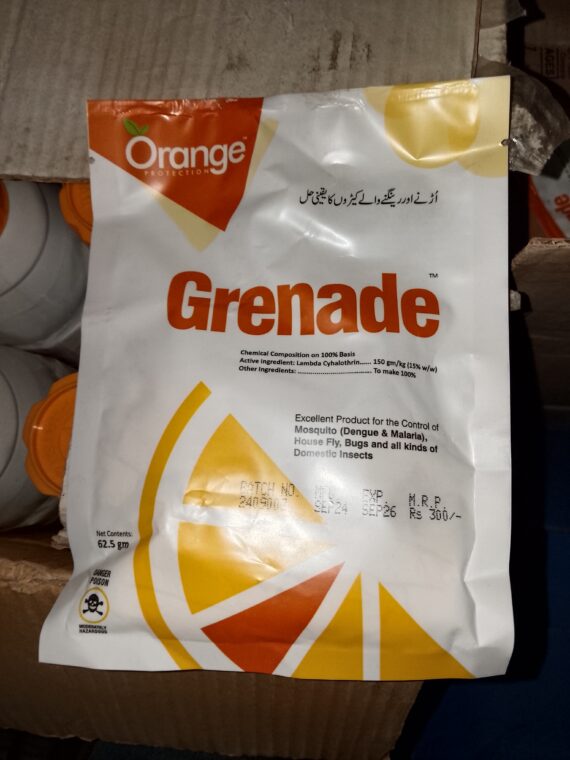 Orange™
PROTECTION
اُڑنے اور رینگنے والے کیڑوں کا یقینی حل
Grenade™
Chemical Composition on 100% Basis
Active Ingredient: Lambda Cyhalothrin...... 150 gm/kg (15% w/w)
Other Ingredients: .................................. To make 100%
Excellent Product for the Control of
Mosquito (Dengue & Malaria),
House Fly, Bugs and all kinds of
Domestic Insects
BATCH NO. MFG. EXP. M.R.P.
SEP24 SEP26 Rs 300/-
Net Contents:
62.5 gm
DANGER
POISON
MODERATELY
HAZARDOUS